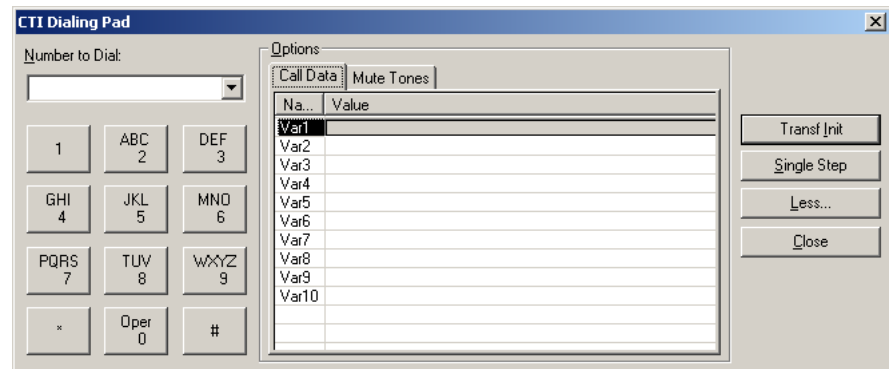 CTI Dialing Pad
Number to Dial:
1
ABC
2
DEF
3
GHI
4
JKL
5
MNO
6
PQRS
7
TUV
8
WXYZ
9
*
Oper
0
#
Options
Call Data Mute Tones
Na... Value
Var1
Var2
Var3
Var4
Var5
Var6
Var7
Var8
Var9
Var10
Transf Init
Single Step
Less...
Close